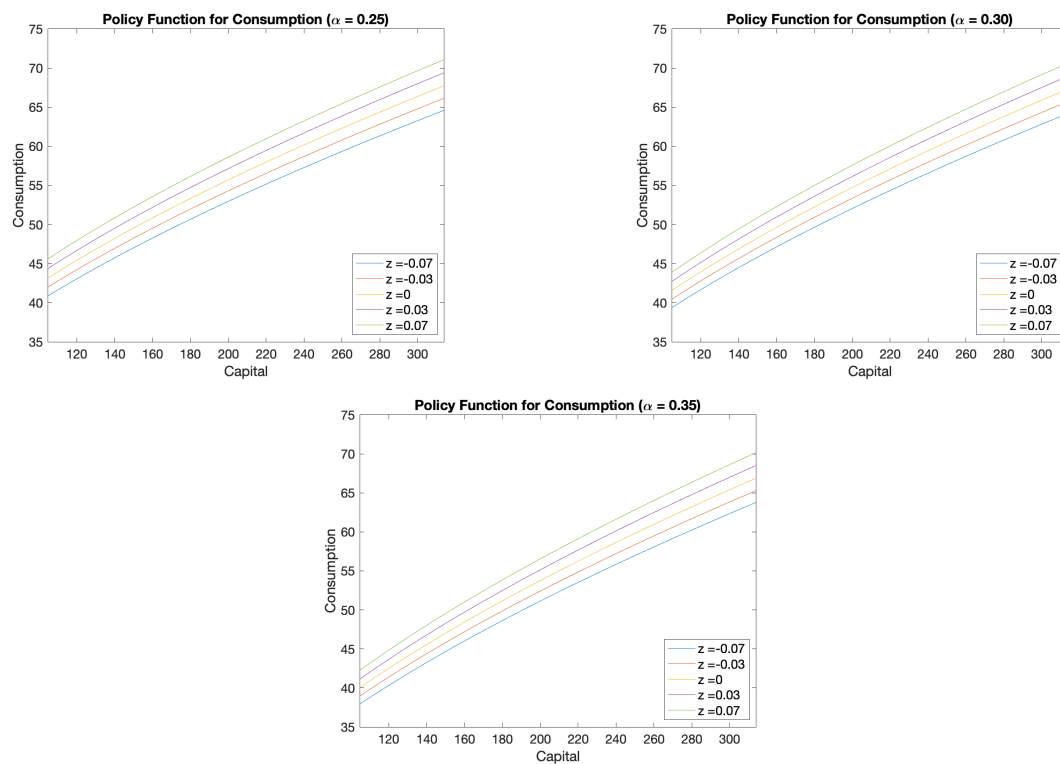 Policy Function for Consumption (α = 0.25)
75
70
65
60
55
50
45
40
35
Consumption
120 140 160 180 200 220 240 260 280 300
Capital
z =-0.07
z =-0.03
z =0
z =0.03
z =0.07
Policy Function for Consumption (α = 0.30)
75
70
65
60
55
50
45
40
35
Consumption
120 140 160 180 200 220 240 260 280 300
Capital
z =-0.07
z =-0.03
z =0
z =0.03
z =0.07
Policy Function for Consumption (α = 0.35)
75
70
65
60
55
50
45
40
35
Consumption
120 140 160 180 200 220 240 260 280 300
Capital
z =-0.07
z =-0.03
z =0
z =0.03
z =0.07